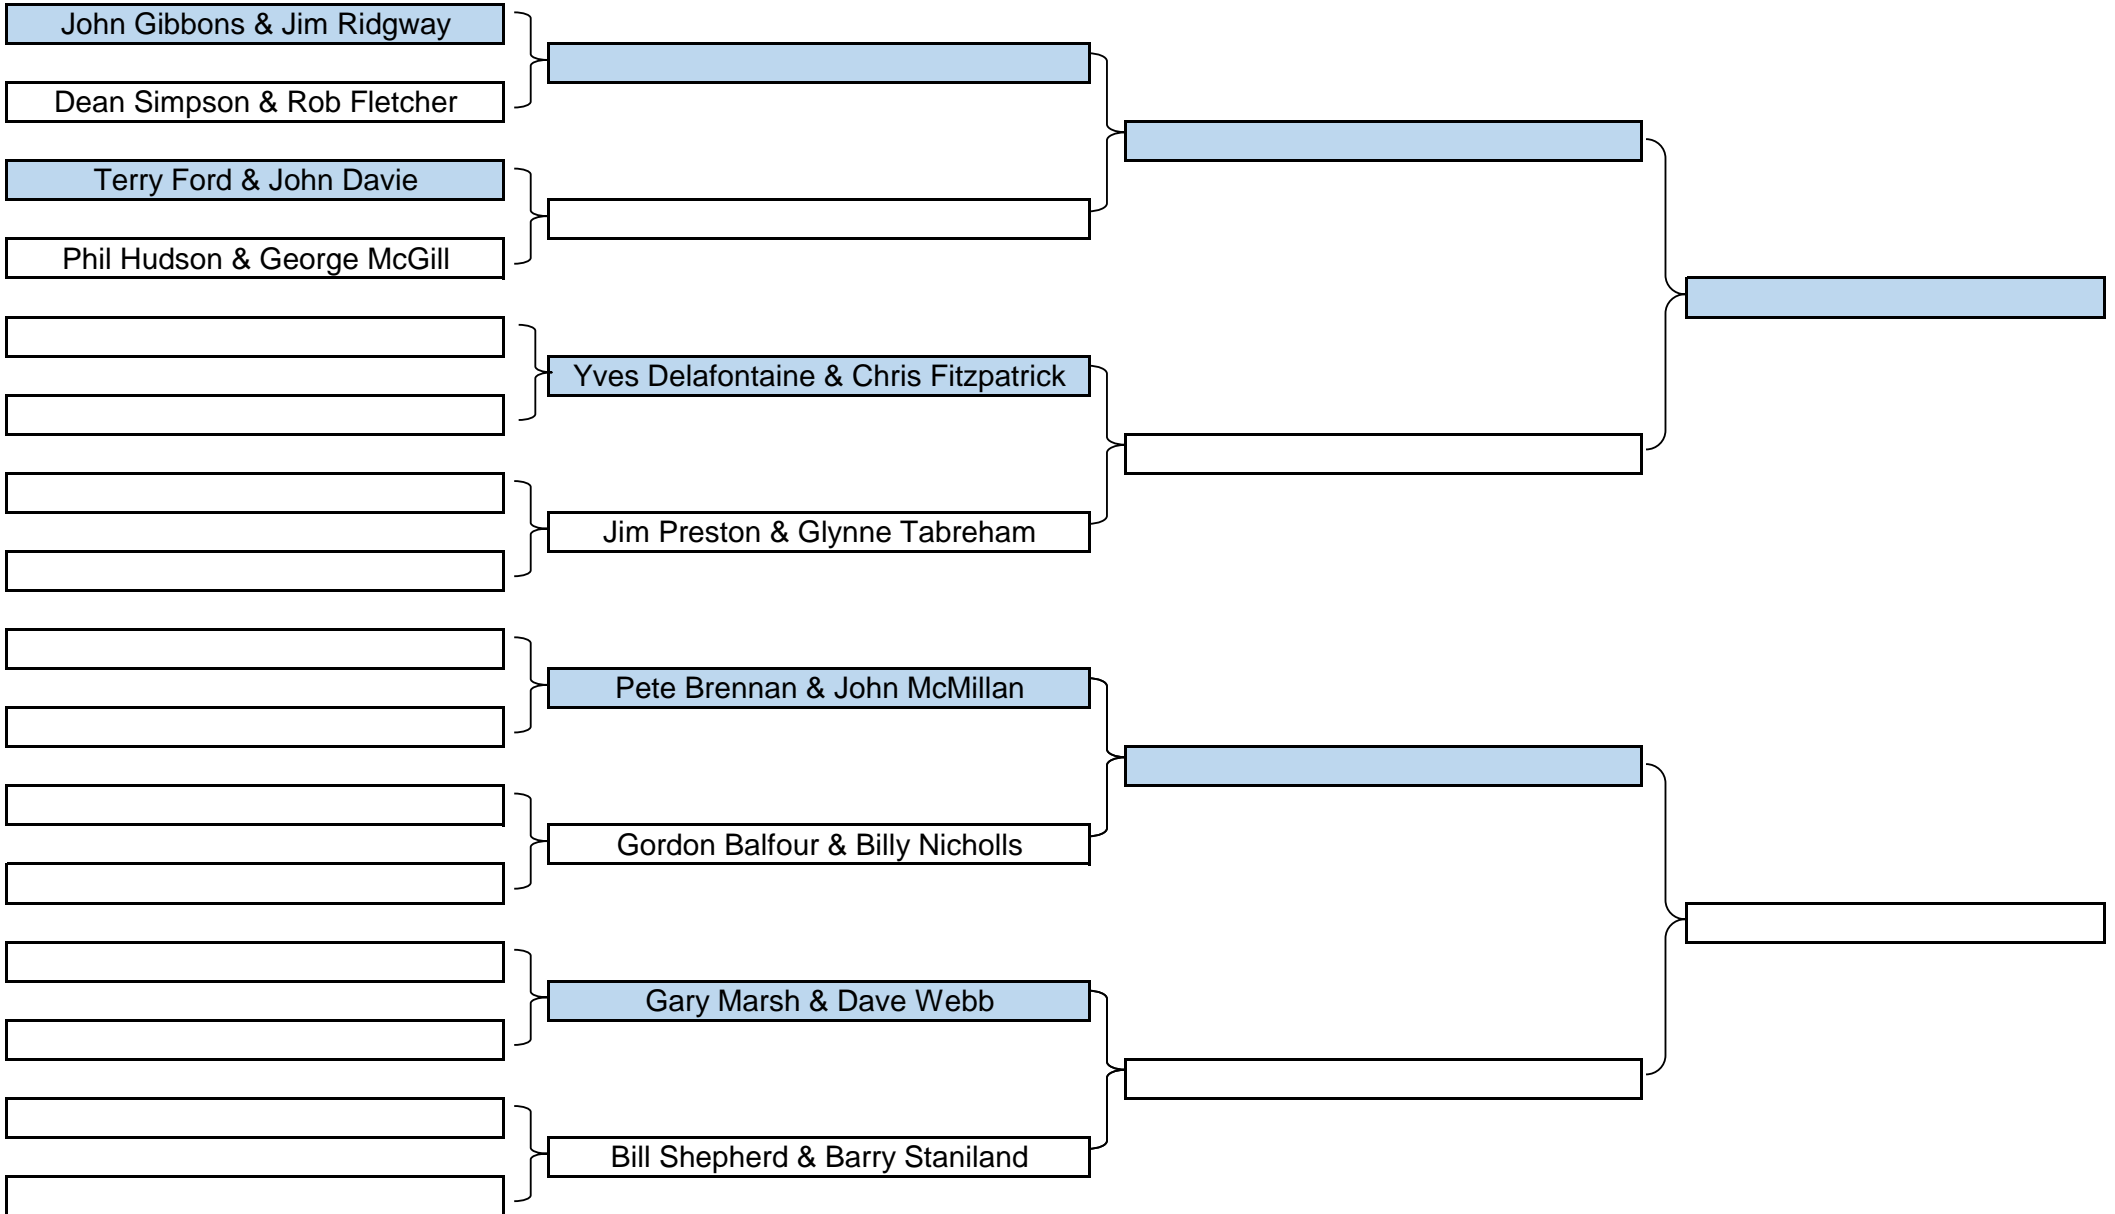 John Gibbons & Jim Ridgway
Dean Simpson & Rob Fletcher
Terry Ford & John Davie
Phil Hudson & George McGill
Yves Delafontaine & Chris Fitzpatrick
Jim Preston & Glynne Tabreham
Pete Brennan & John McMillan
Gordon Balfour & Billy Nicholls
Gary Marsh & Dave Webb
Bill Shepherd & Barry Staniland